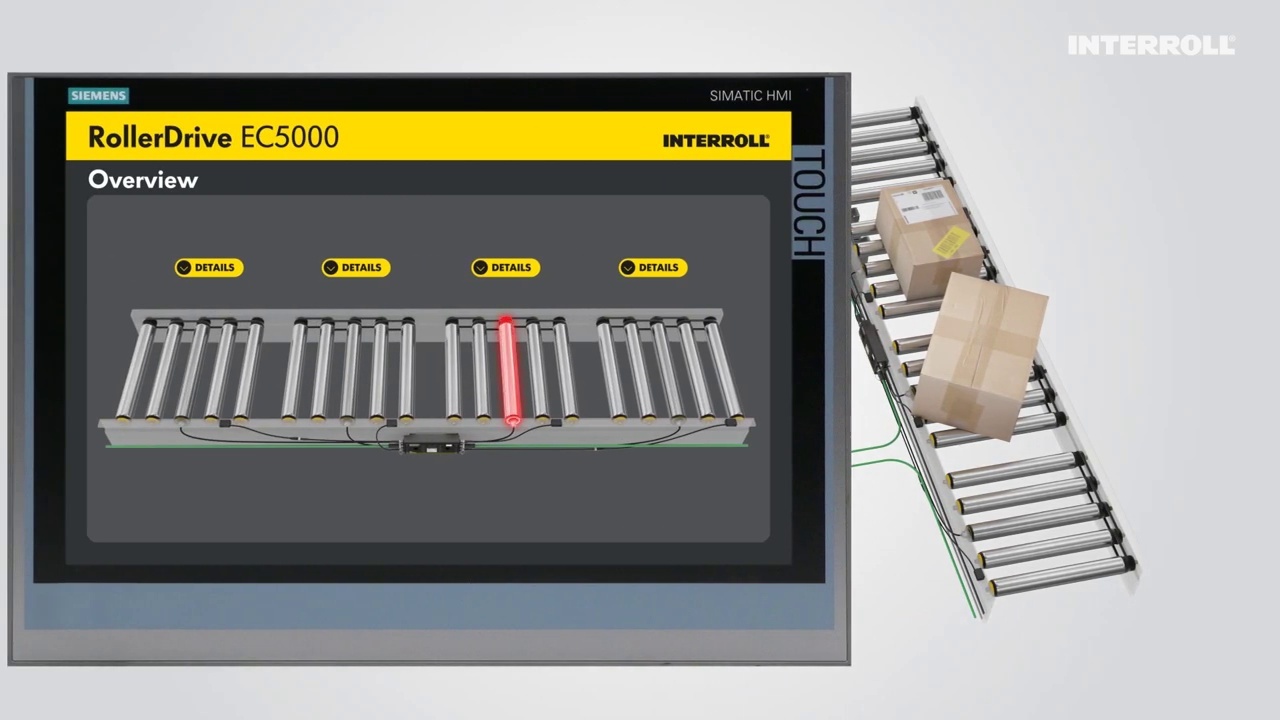 INTERROLL
SIEMENS
SIMATIC HMI
RollerDrive EC5000
INTERROLL
TOUCH
Overview
DETAILS
DETAILS
DETAILS
DETAILS